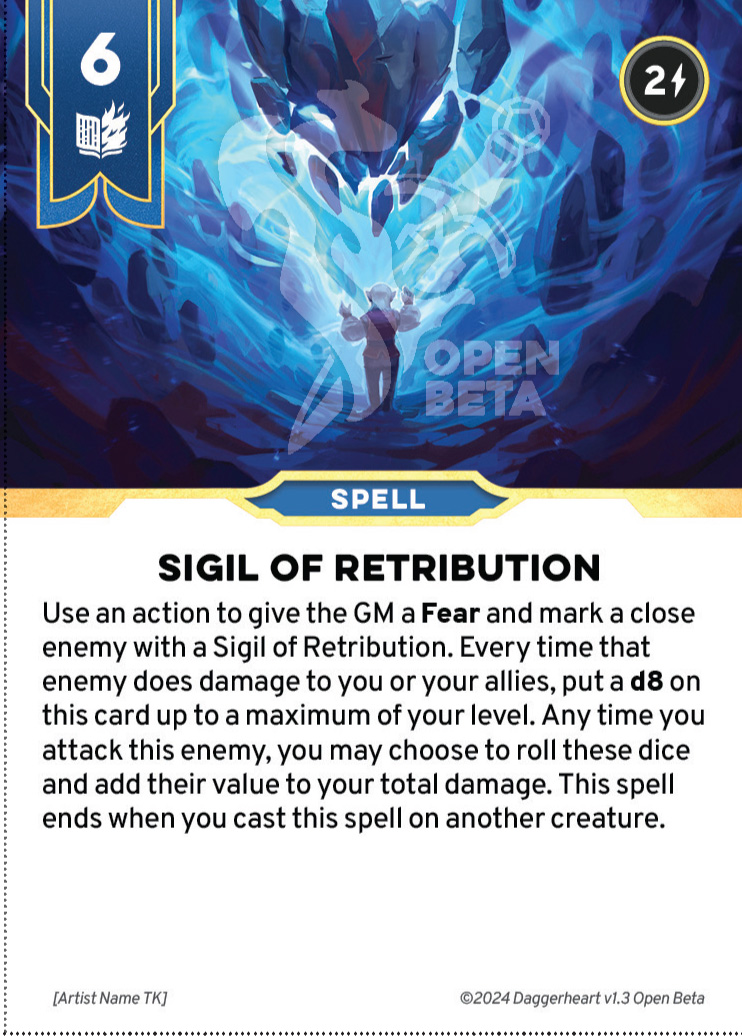 6
2
OPEN
BETA
SPELL
SIGIL OF RETRIBUTION
Use an action to give the GM a Fear and mark a close
enemy with a Sigil of Retribution. Every time that
enemy does damage to you or your allies, put a d8 on
this card up to a maximum of your level. Any time you
attack this enemy, you may choose to roll these dice
and add their value to your total damage. This spell
ends when you cast this spell on another creature.
[Artist Name TK]
©2024 Daggerheart v1.3 Open Beta